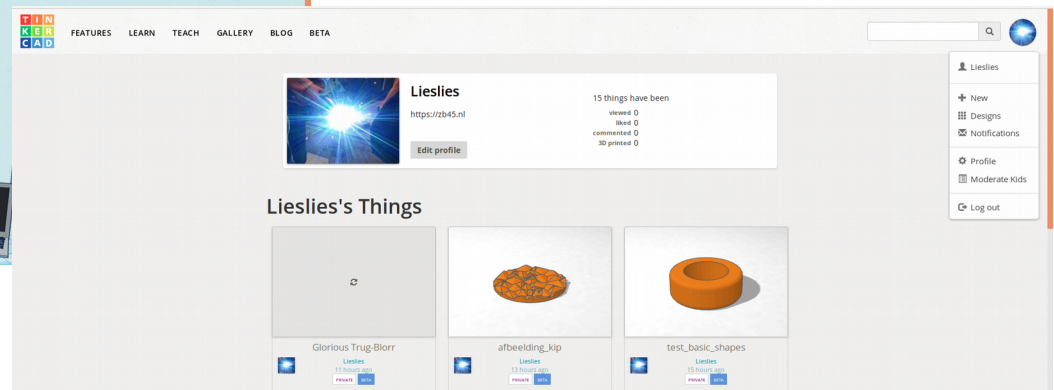 TIN
KER
CAD
FEATURES LEARN TEACH GALLERY BLOG BETA
Lieslies
https://zb45.nl
Edit profile
15 things have been
viewed 0
liked 0
commented 0
3D printed 0
Lieslies
New
Designs
Notifications
Profile
Moderate Kids
Log out
Lieslies's Things
Glorious Trug-Blorr
Lieslies
11 hours ago
PRIVATE BETA
afbeelding_kip
Lieslies
13 hours ago
PRIVATE BETA
test_basic_shapes
Lieslies
15 hours ago
PRIVATE BETA